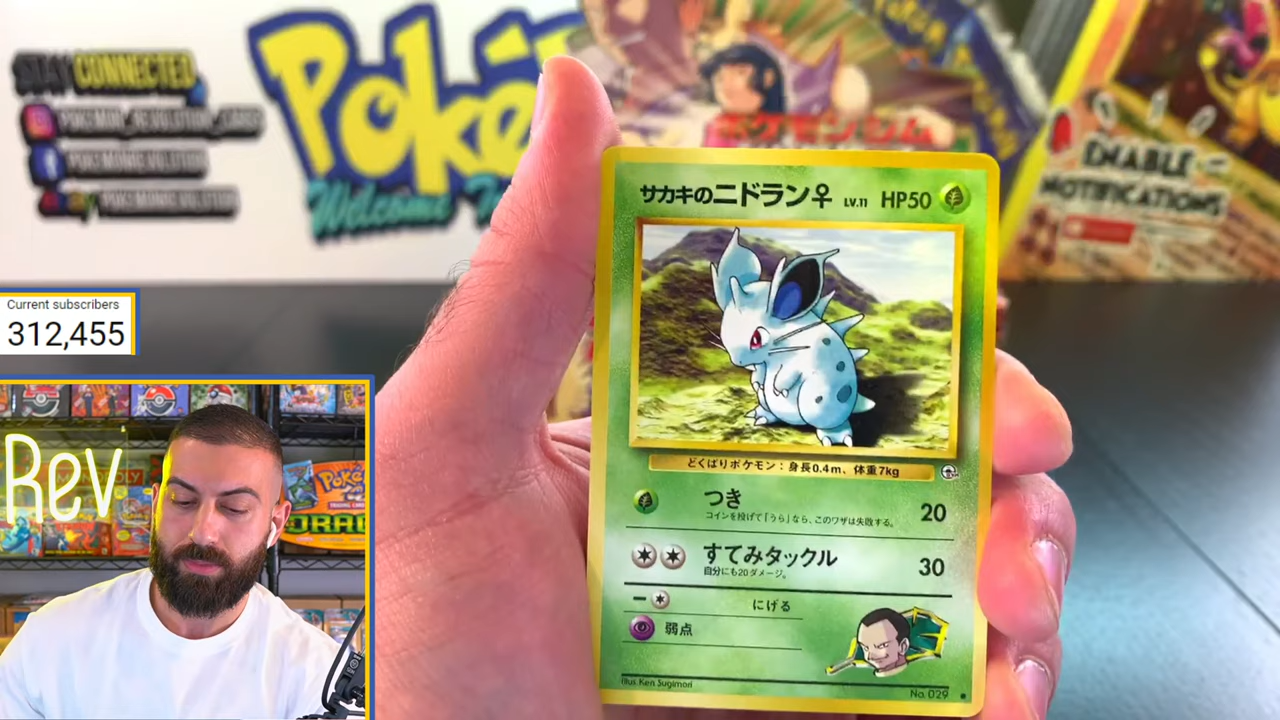 STAY CONNECTED
Poké
Welcome
ENABLE
NOTIFICATIONS
Current subscribers
312,455
Rev
サカキのニドラン♀ LV.11 HP50
どくばりポケモン：身長0.4m、体重7kg
つき 20
コインを投げて「うら」なら、このワザは失敗する。
すてみタックル 30
自分にも20ダメージ。
にげる
弱点
Illus. Ken Sugimori
No. 029